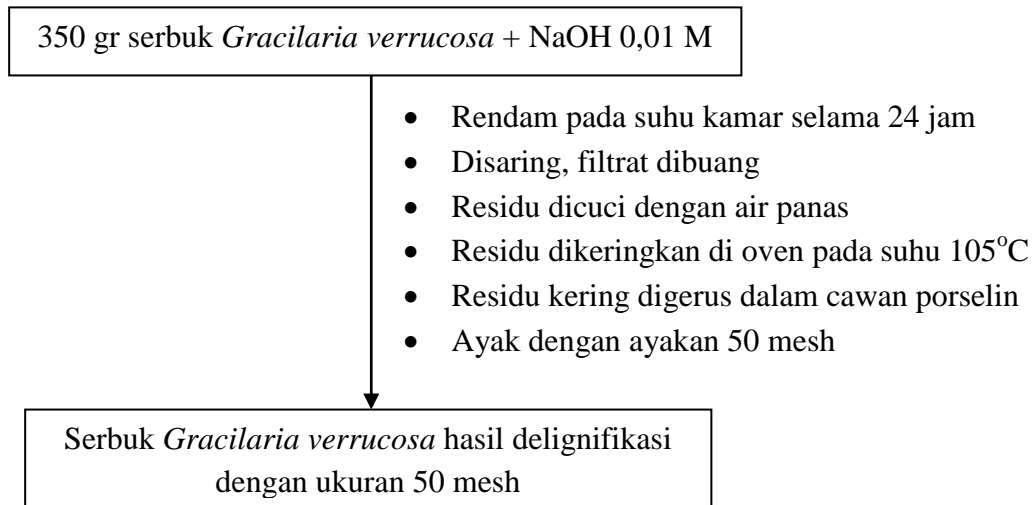 350 gr serbuk Gracilaria verrucosa + NaOH 0,01 M
• Rendam pada suhu kamar selama 24 jam
• Disaring, filtrat dibuang
• Residu dicuci dengan air panas
• Residu dikeringkan di oven pada suhu 105°C
• Residu kering digerus dalam cawan porselin
• Ayak dengan ayakan 50 mesh
Serbuk Gracilaria verrucosa hasil delignifikasi
dengan ukuran 50 mesh